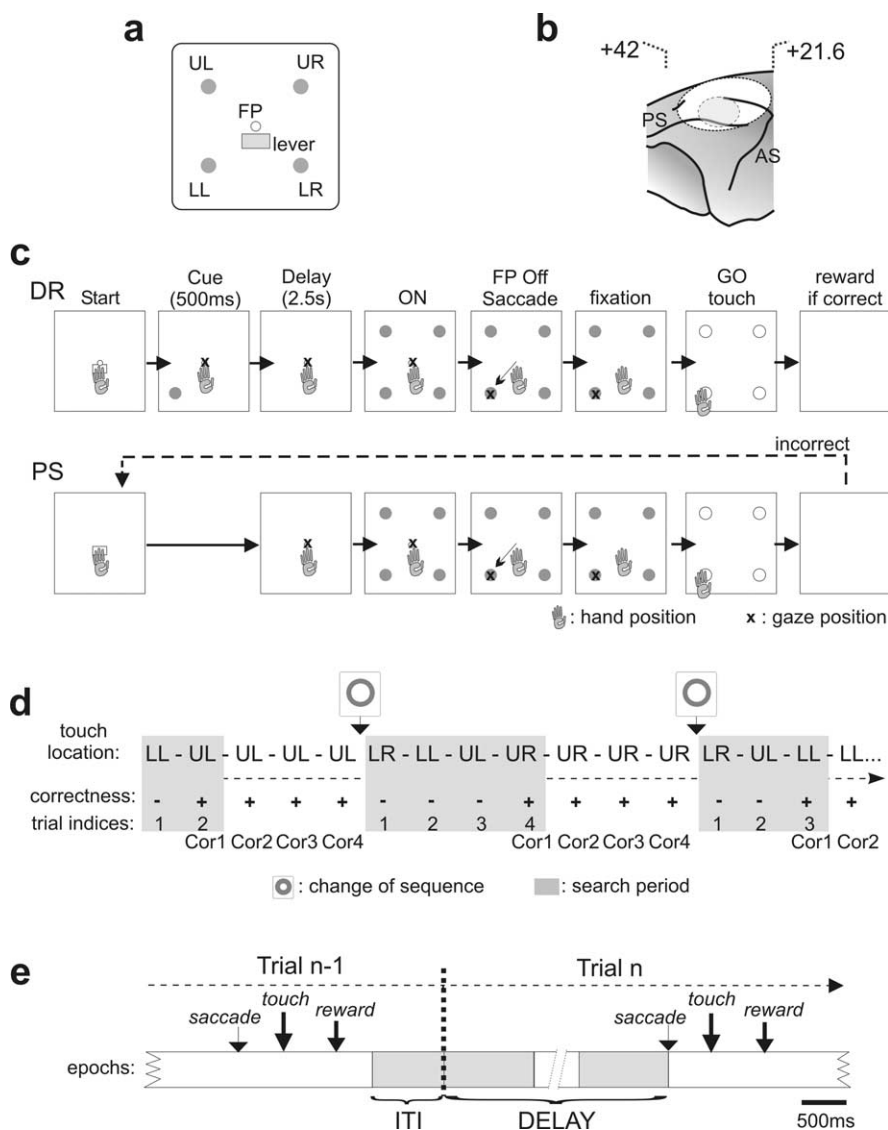 a
UL UR
FP
lever
LL LR
b
+42 +21.6
PS
AS
c
DR
Start
Cue
(500ms)
Delay
(2.5s)
ON
FP Off
Saccade
fixation
GO
touch
reward
if correct
x x x x x
incorrect
PS
x x x x
: hand position x : gaze position
d
touch
location: LL - UL - UL - UL - UL LR - LL - UL - UR - UR - UR - UR LR - UL - LL - LL...
correctness: - + + + + - - - + + + + - - + +
trial indices: 1 2 1 2 3 4 1 2 3
Cor1 Cor2 Cor3 Cor4 Cor1 Cor2 Cor3 Cor4 Cor1 Cor2
: change of sequence : search period
e
Trial n-1 Trial n
saccade touch reward saccade touch reward
epochs:
ITI DELAY
500ms